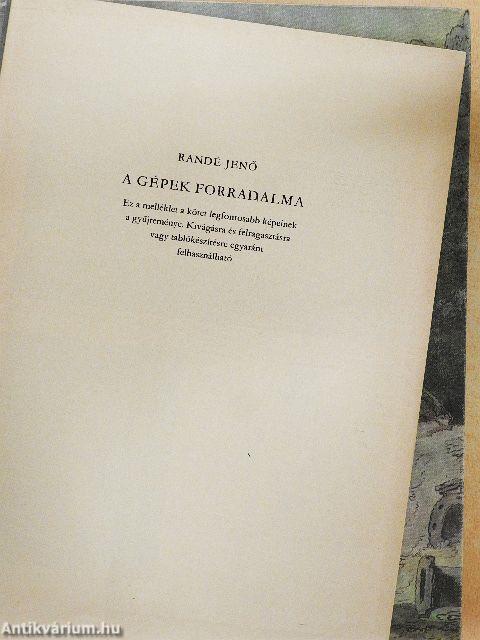 RANDÉ JENŐ
A GÉPEK FORRADALMA
Ez a melléklet a kötet legfontosabb képeinek
a gyűjteménye. Kivágásra és felragasztásra
vagy tablókészítésre egyaránt
felhasználható
Antikvárium.hu